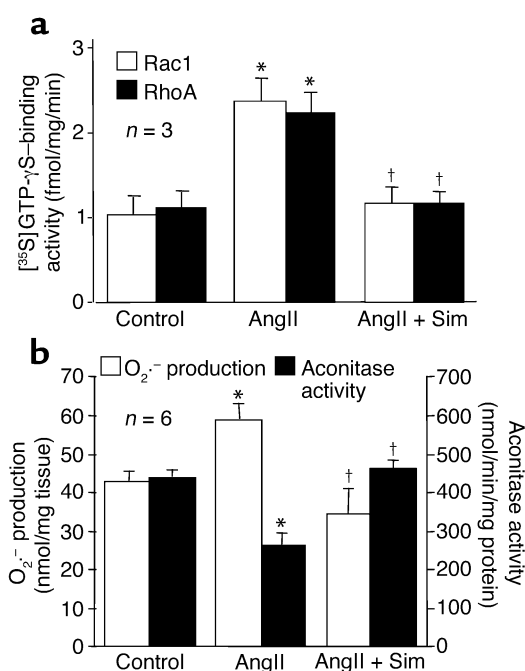 a
3
2
1
0
[³⁵S]GTP-γS–binding
activity (fmol/mg/min)
Rac1
RhoA
n = 3
*
*
†
†
Control
AngII
AngII + Sim
b
O₂·⁻ production
Aconitase
activity
n = 6
70
60
50
40
30
20
10
0
O₂·⁻ production
(nmol/mg tissue)
700
600
500
400
300
200
100
0
Aconitase activity
(nmol/min/mg protein)
*
*
†
†
Control
AngII
AngII + Sim